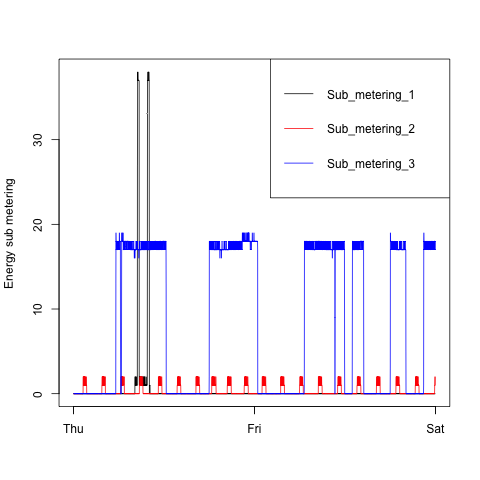 Sub_metering_1
Sub_metering_2
Sub_metering_3
Energy sub metering
30
20
10
0
Thu Fri Sat